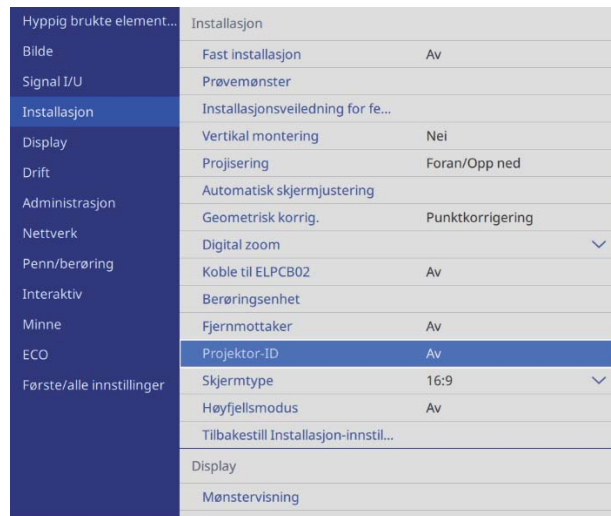 Hyppig brukte element...
Bilde
Signal I/U
Installasjon
Display
Drift
Administrasjon
Nettverk
Penn/berøring
Interaktiv
Minne
ECO
Første/alle innstillinger
Installasjon
Fast installasjon Av
Prøvemønster
Installasjonsveiledning for fe...
Vertikal montering Nei
Projisering Foran/Opp ned
Automatisk skjermjustering
Geometrisk korrig. Punktkorrigering
Digital zoom
Koble til ELPCB02 Av
Berøringsenhet
Fjernmottaker Av
Projektor-ID Av
Skjermtype 16:9
Høyfjellsmodus Av
Tilbakestill Installasjon-innstil...
Display
Mønstervisning